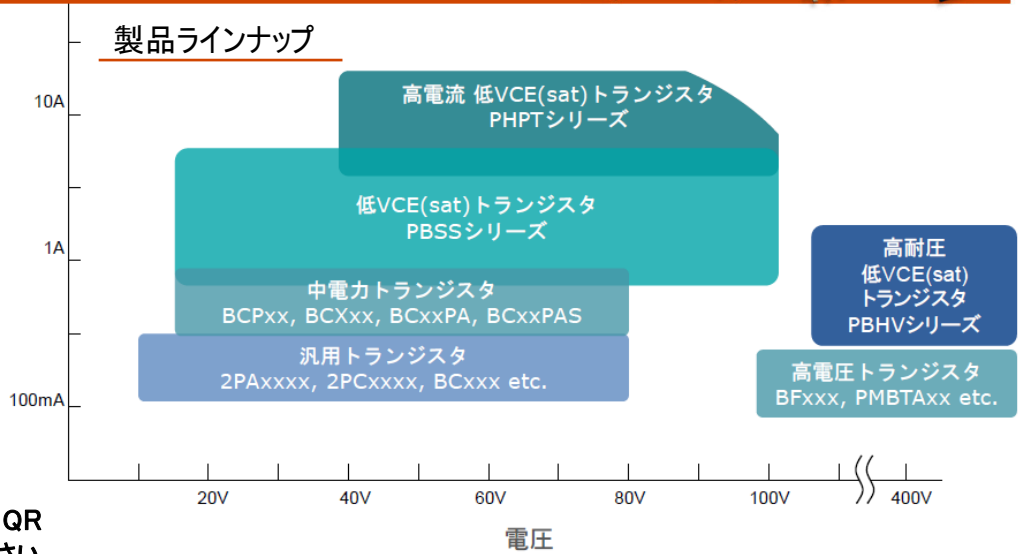 製品ラインナップ
10A
1A
100mA
高電流 低VCE(sat)トランジスタ
PHPTシリーズ
低VCE(sat)トランジスタ
PBSSシリーズ
中電力トランジスタ
BCPxx, BCXxx, BCxxPA, BCxxPAS
汎用トランジスタ
2PAxxxx, 2PCxxxx, BCxxx etc.
高耐圧
低VCE(sat)
トランジスタ
PBHVシリーズ
高電圧トランジスタ
BFxxx, PMBTAxx etc.
20V 40V 60V 80V 100V 400V
電圧
QR
さい